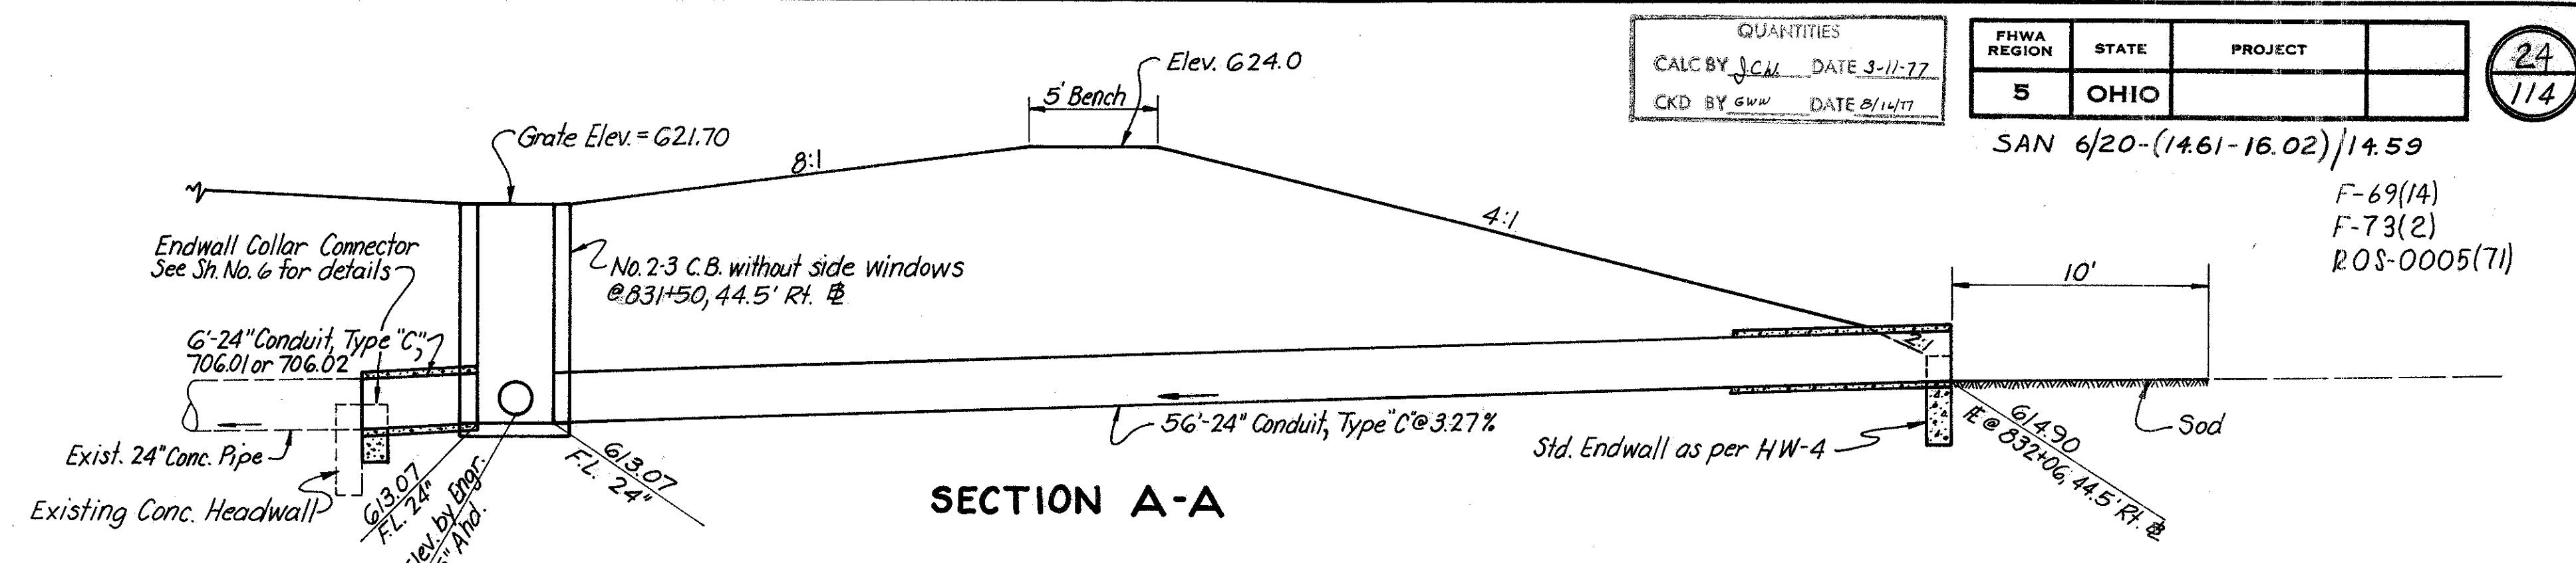 QUANTITIES
CALC BY J.C.W. DATE 3-11-77
CKD BY GWW DATE 8/16/77
FHWA REGION STATE PROJECT
5 OHIO
24
114
SAN 6/20-(14.61-16.02)/14.59
F-69(14)
F-73(2)
ROS-0005(71)
Elev. 624.0
5' Bench
Grate Elev. = 621.70
8:1
4:1
Endwall Collar Connector
See Sh. No. 6 for details
No. 2-3 C.B. without side windows
@ 831+50, 44.5' Rt. BL
10'
6'-24" Conduit, Type "C",
706.01 or 706.02
2:1
56'-24" Conduit, Type "C" @ 3.27%
Std. Endwall as per HW-4
Sod
614.90
℄ @ 832+06, 44.5' Rt. BL
Exist. 24" Conc. Pipe
Existing Conc. Headwall
613.07
F.L. 24"
Elev. by Engr.
" Ahd.
613.07
F.L. 24"
SECTION A-A